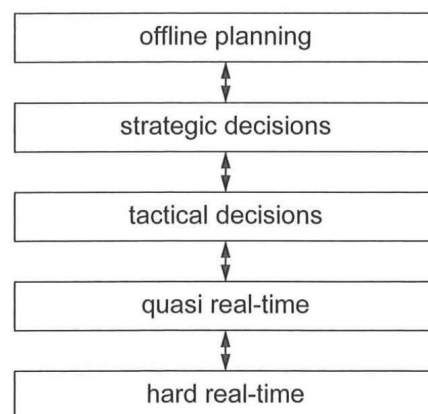 offline planning
strategic decisions
tactical decisions
quasi real-time
hard real-time